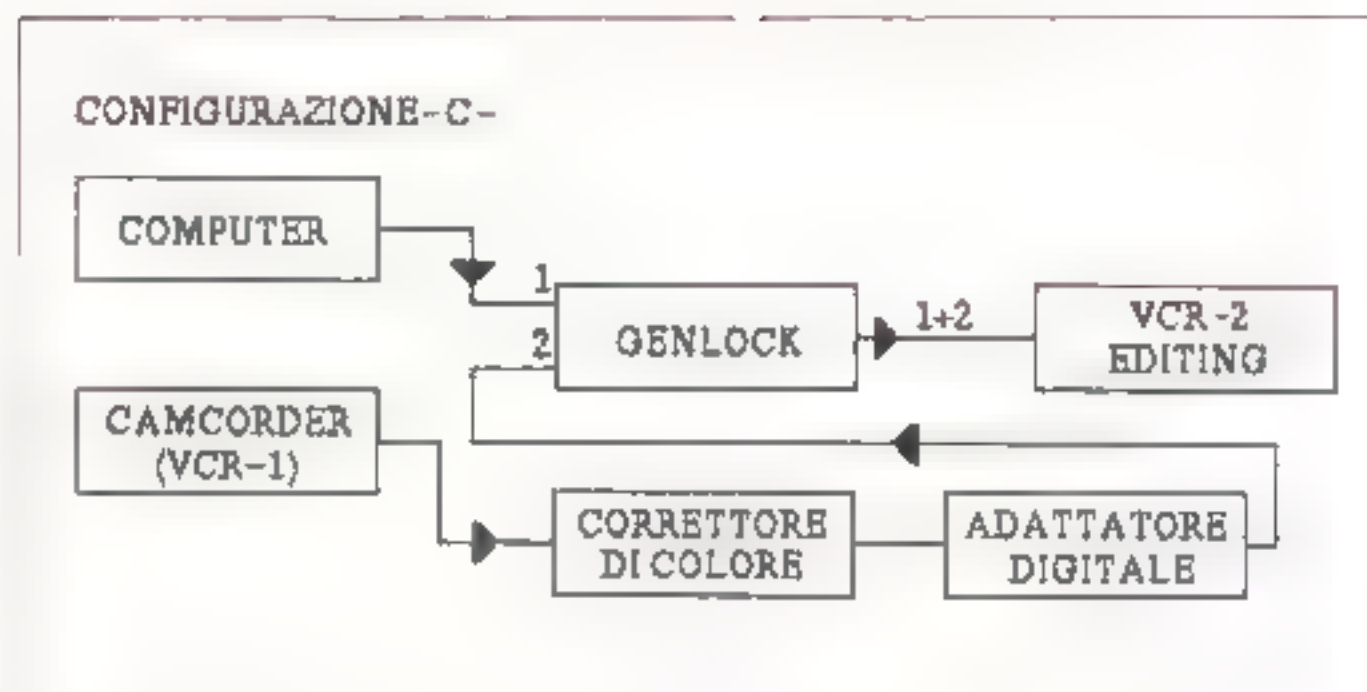 CONFIGURAZIONE-C-
COMPUTER
1
2
GENLOCK
1+2
VCR-2
EDITING
CAMCORDER
(VCR-1)
CORRETTORE
DI COLORE
ADATTATORE
DIGITALE